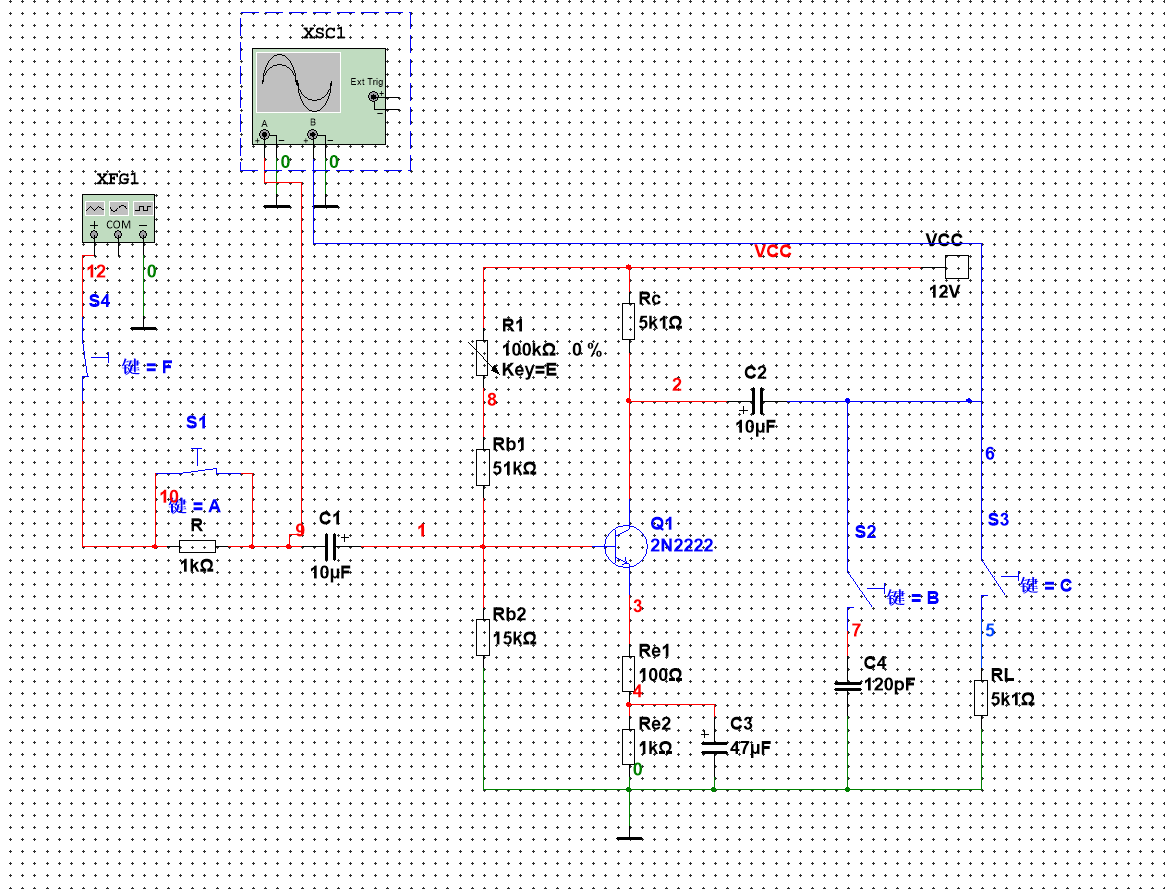 XSC1
Ext Trig
+
−
A
B
+ − + −
0 0
XFG1
+ COM −
12 0
S4
键 = F
VCC
VCC
12V
Rc
5k1Ω
R1
100kΩ 0 %
Key=E
8
2
C2
+
10µF
S1
10
键 = A
R
1kΩ
Rb1
51kΩ
6
9
C1
+
10µF
1
Q1
2N2222
S2
S3
键 = B
键 = C
3
7
5
Rb2
15kΩ
Re1
100Ω
4
C4
120pF
RL
5k1Ω
Re2
1kΩ
0
C3
+
47µF